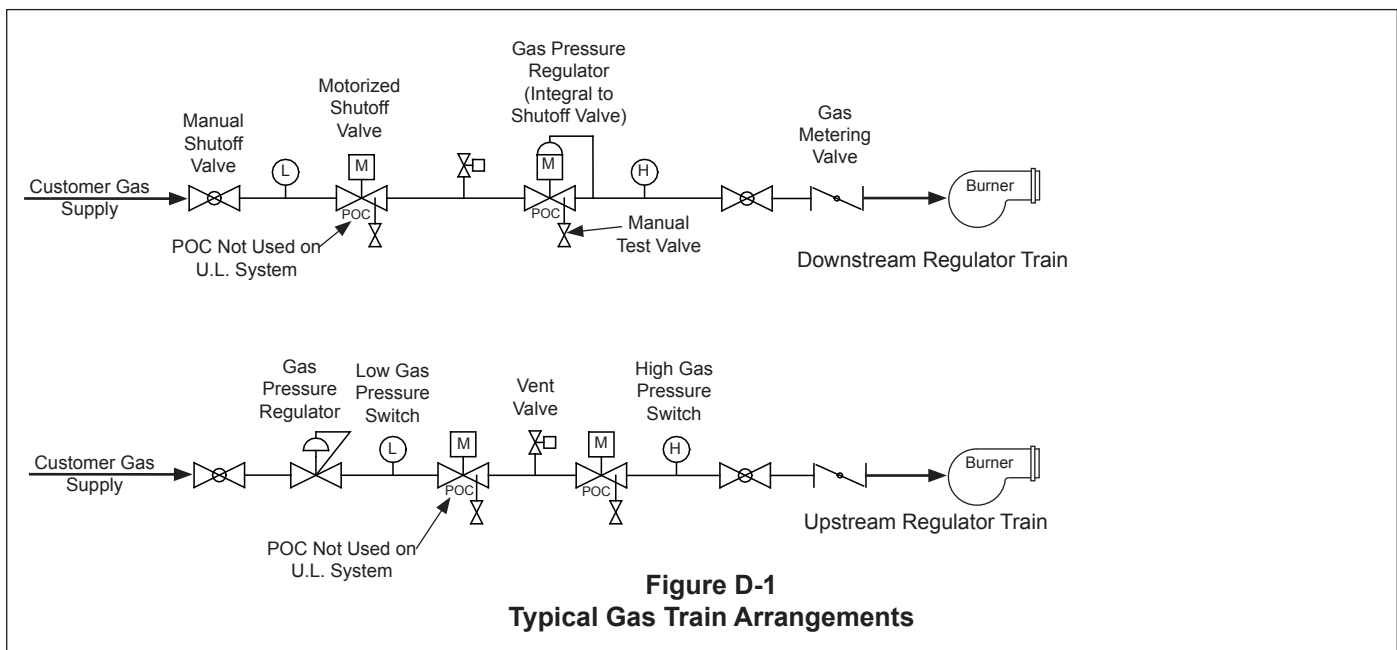 Gas Pressure
Regulator
(Integral to
Shutoff Valve)
Motorized
Shutoff
Valve
Manual
Shutoff
Valve
Gas
Metering
Valve
L
M
M
H
Customer Gas
Supply
Burner
POC
POC
POC Not Used on
U.L. System
Manual
Test Valve
Downstream Regulator Train
Gas
Pressure
Regulator
Low Gas
Pressure
Switch
Vent
Valve
High Gas
Pressure
Switch
L
M
M
H
Customer Gas
Supply
Burner
POC
POC
POC Not Used on
U.L. System
Upstream Regulator Train
Figure D-1
Typical Gas Train Arrangements